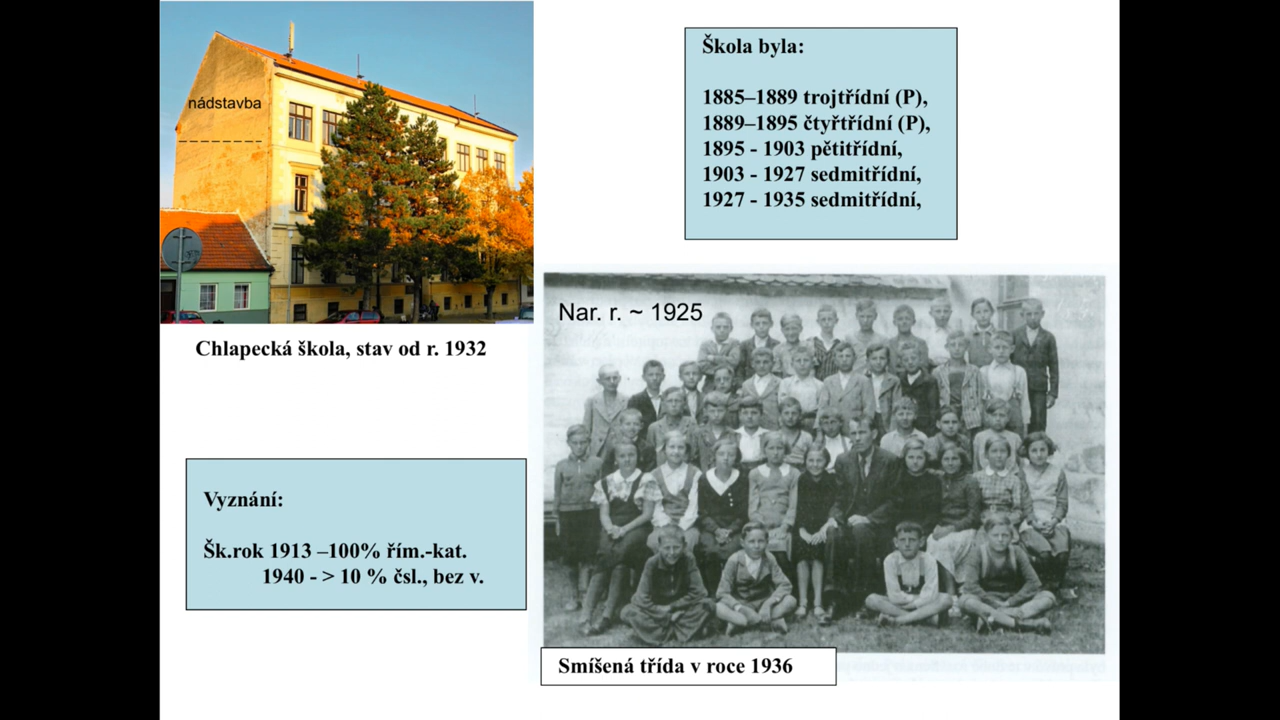 nádstavba
Chlapecká škola, stav od r. 1932
Škola byla:
1885–1889 trojtřídní (P),
1889–1895 čtyřtřídní (P),
1895 - 1903 pětitřídní,
1903 - 1927 sedmitřídní,
1927 - 1935 sedmitřídní,
Nar. r. ~ 1925
Vyznání:
Šk.rok 1913 –100% řím.-kat.
1940 - > 10 % čsl., bez v.
Smíšená třída v roce 1936